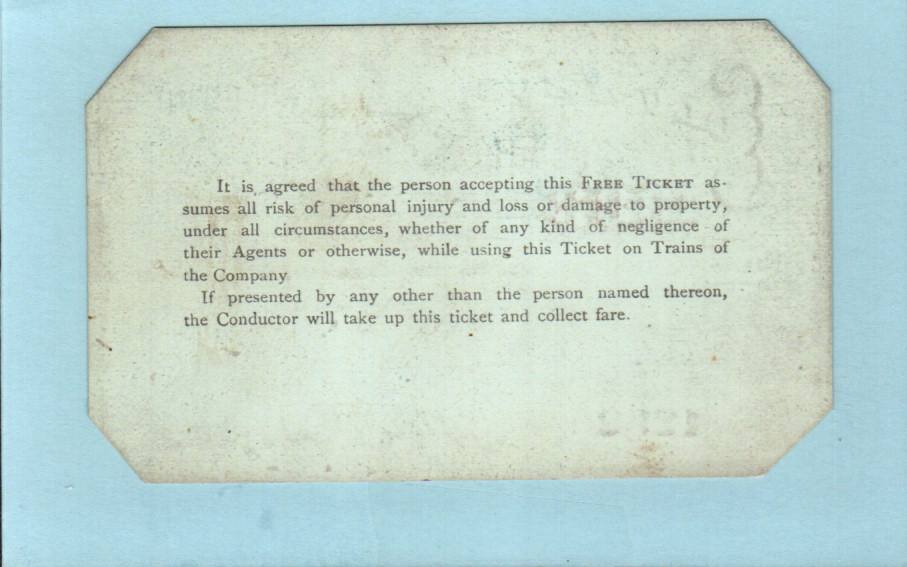 It is agreed that the person accepting this FREE TICKET as-
sumes all risk of personal injury and loss or damage to property,
under all circumstances, whether of any kind of negligence of
their Agents or otherwise, while using this Ticket on Trains of
the Company
If presented by any other than the person named thereon,
the Conductor will take up this ticket and collect fare.